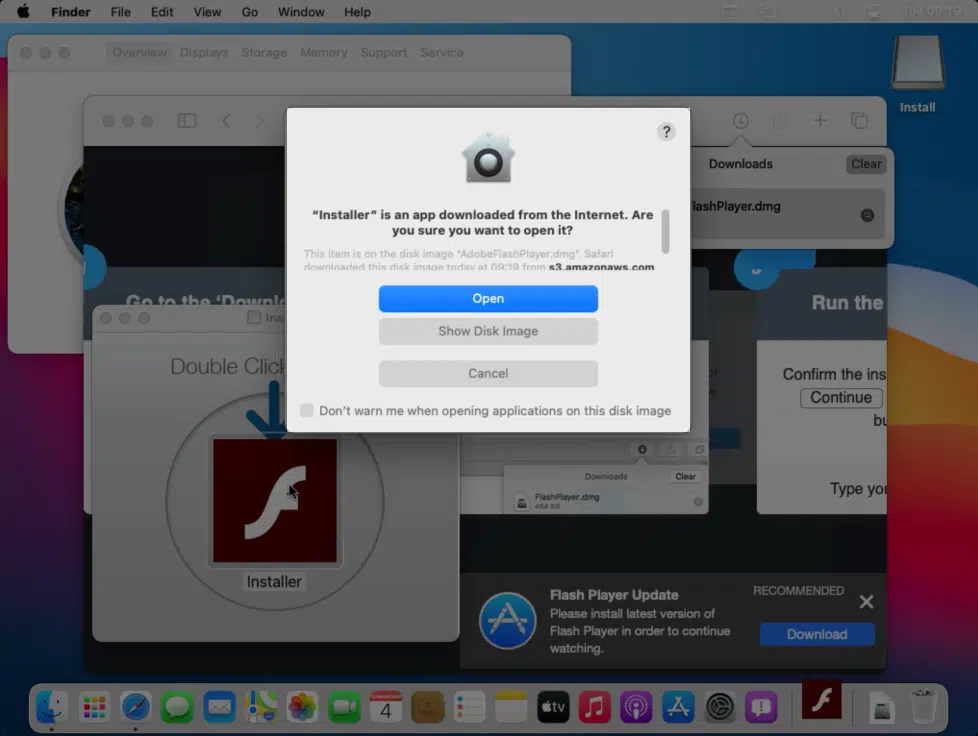 Finder File Edit View Go Window Help
Overview Displays Storage Memory Support Service
Install
?
Downloads Clear
lashPlayer.dmg
“Installer” is an app downloaded from the Internet. Are
you sure you want to open it?
This item is on the disk image “AdobeFlashPlayer.dmg”. Safari
downloaded this disk image today at 09:19 from s3.amazonaws.com
Open
Show Disk Image
Cancel
Don’t warn me when opening applications on this disk image
Go to the ‘Downl
Run the
Ins
Double Click
Confirm the ins
Continue
bu
Type you
Downloads Clear
FlashPlayer.dmg
Installer
Flash Player Update
RECOMMENDED
Please install latest version of
Flash Player in order to continue
watching.
Download
4
tv